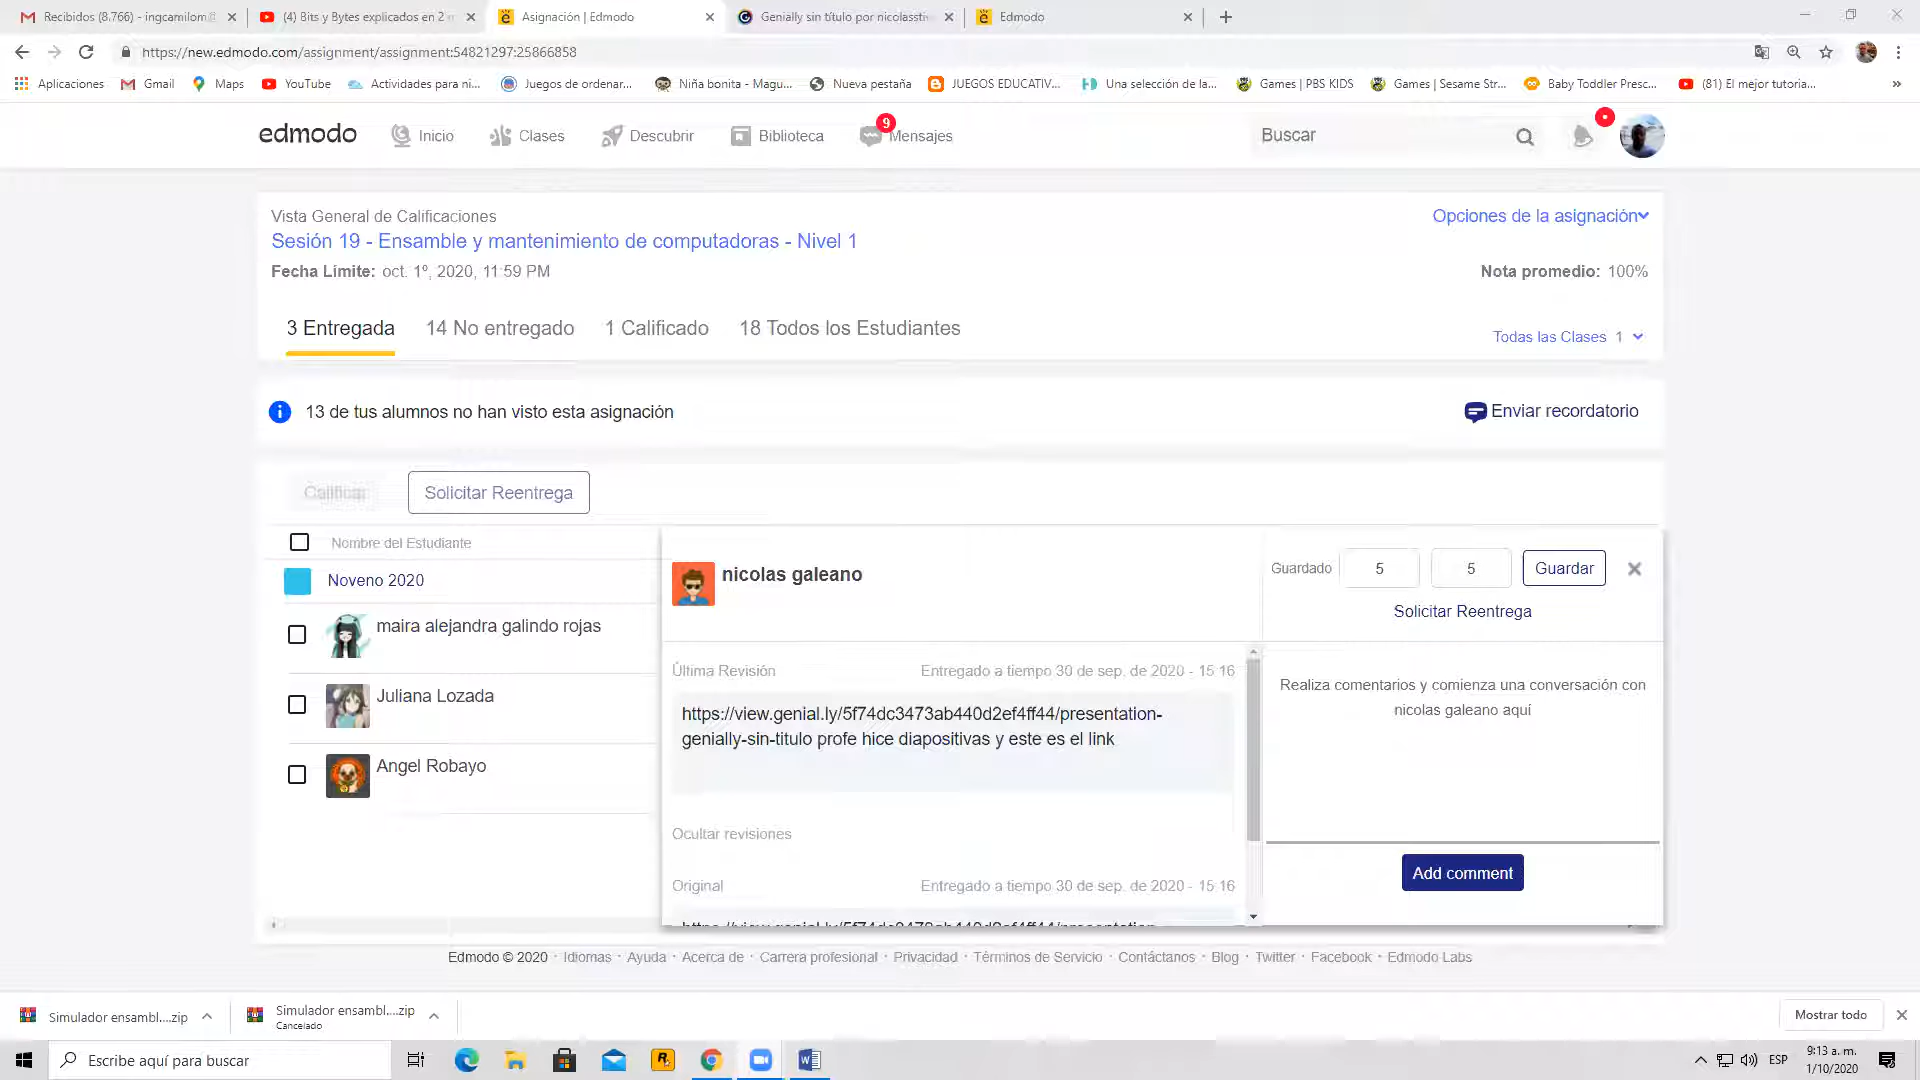 Recibidos (8.766) - ingcamilom@
(4) Bits y Bytes explicados en 2 m
Asignación | Edmodo
Genially sin título por nicolassti
Edmodo
https://new.edmodo.com/assignment/assignment:54821297:25866858
Aplicaciones
Gmail
Maps
YouTube
Actividades para ni...
Juegos de ordenar...
Niña bonita - Magu...
Nueva pestaña
JUEGOS EDUCATIV...
Una selección de la...
Games | PBS KIDS
Games | Sesame Str...
Baby Toddler Presc...
(81) El mejor tutoria...
»
edmodo
Inicio
Clases
Descubrir
Biblioteca
9
Mensajes
Buscar
Vista General de Calificaciones
Opciones de la asignación
Sesión 19 - Ensamble y mantenimiento de computadoras - Nivel 1
Fecha Límite: oct. 1º, 2020, 11:59 PM
Nota promedio: 100%
3 Entregada
14 No entregado
1 Calificado
18 Todos los Estudiantes
Todas las Clases 1
13 de tus alumnos no han visto esta asignación
Enviar recordatorio
Calificar
Solicitar Reentrega
Nombre del Estudiante
Noveno 2020
maira alejandra galindo rojas
Juliana Lozada
Angel Robayo
nicolas galeano
Guardado
5
5
Guardar
Solicitar Reentrega
Última Revisión
Entregado a tiempo 30 de sep. de 2020 - 15:16
https://view.genial.ly/5f74dc3473ab440d2ef4ff44/presentation-
genially-sin-titulo profe hice diapositivas y este es el link
Ocultar revisiones
Original
Entregado a tiempo 30 de sep. de 2020 - 15:16
https://view.genial.ly/5f74dc3473ab440d2ef4ff44/presentation-
Realiza comentarios y comienza una conversación con
nicolas galeano aquí
Add comment
Edmodo © 2020 · Idiomas · Ayuda · Acerca de · Carrera profesional · Privacidad · Términos de Servicio · Contáctanos · Blog · Twitter · Facebook · Edmodo Labs
Simulador ensambl....zip
Simulador ensambl....zip
Cancelado
Mostrar todo
Escribe aquí para buscar
ESP
9:13 a. m.
1/10/2020